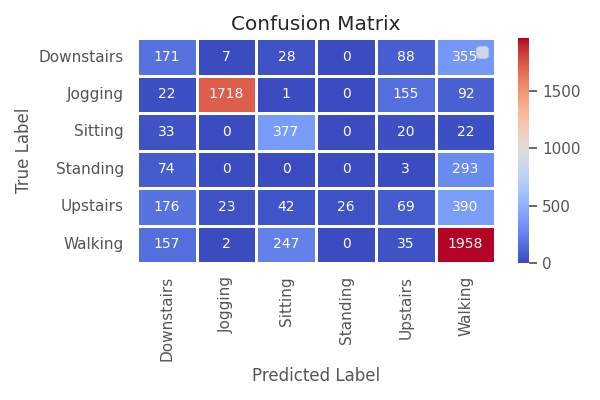 Confusion Matrix
Downstairs 171 7 28 0 88 355
Jogging 22 1718 1 0 155 92
Sitting 33 0 377 0 20 22
Standing 74 0 0 0 3 293
Upstairs 176 23 42 26 69 390
Walking 157 2 247 0 35 1958
True Label
Downstairs Jogging Sitting Standing Upstairs Walking
Predicted Label
1500
1000
500
0